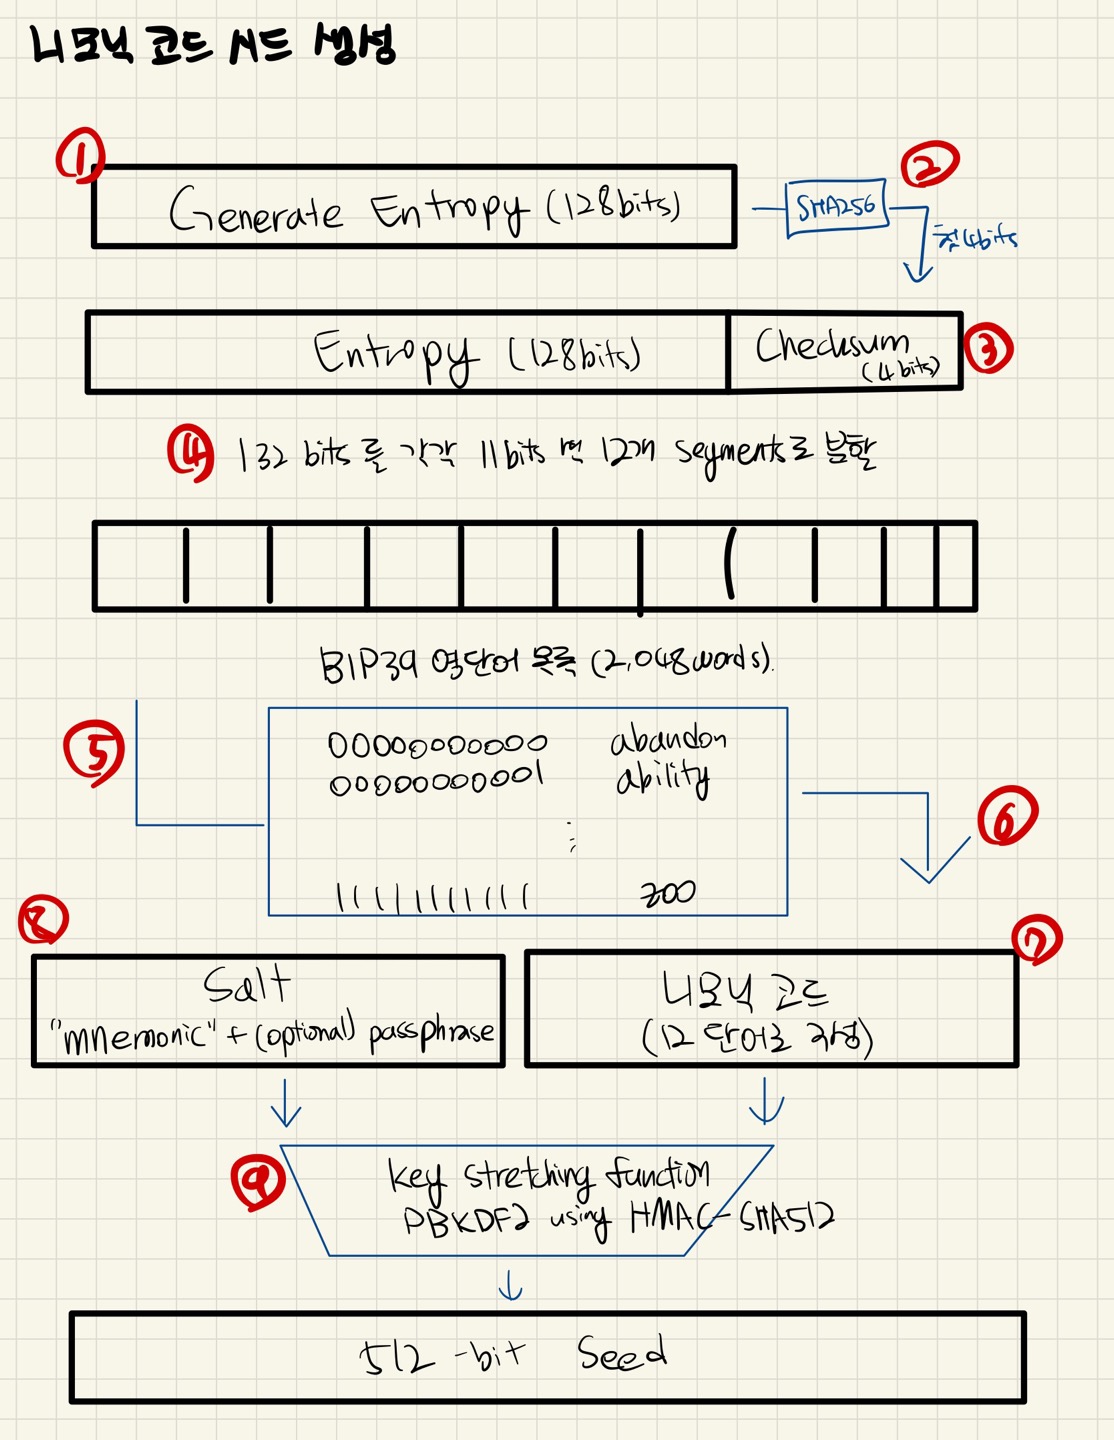 니모닉 코드 시드 생성
①
Generate Entropy (128bits)
SHA256
②
첫 4bits
Entropy (128bits)
Checksum
(4 bits)
③
④ 132 bits 를 각각 11bits 씩 12개 segments로 분할
BIP39 영단어 목록 (2,048words).
⑤
00000000000 abandon
00000000001 ability
⋮
11111111111 zoo
⑥
⑧
Salt
"mnemonic" + (optional) passphrase
⑦
니모닉 코드
(12 단어로 구성)
⑨
key stretching function
PBKDF2 using HMAC-SHA512
512-bit Seed